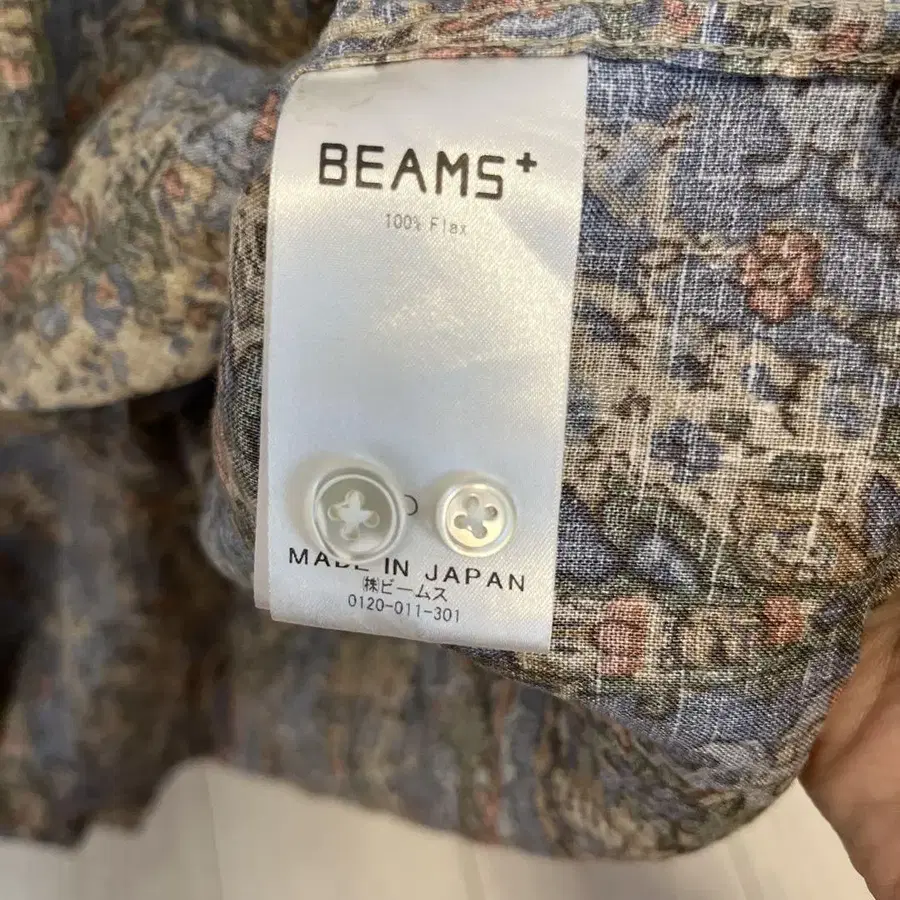 BEAMS+
100% Flax
MADE IN JAPAN
㈱ビームス
0120-011-301